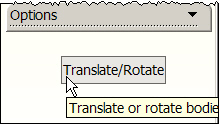 Options
Translate/Rotate
Translate or rotate bodie